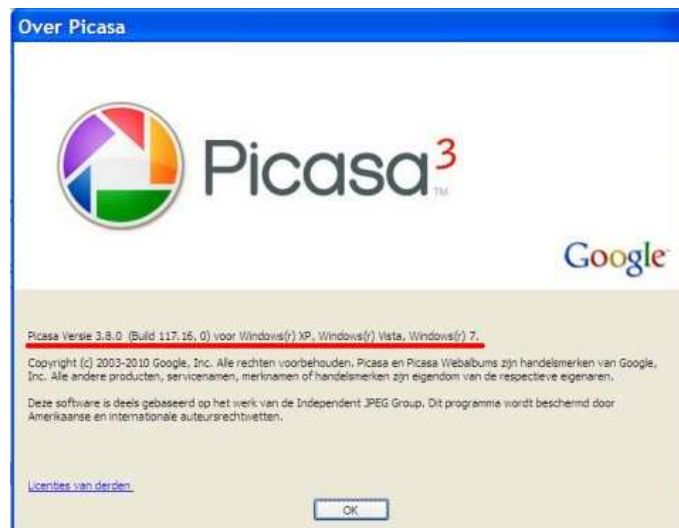 Over Picasa
Picasa 3
TM
Google
Picasa Versie 3.8.0 (Build 117.16, 0) voor Windows(r) XP, Windows(r) Vista, Windows(r) 7.
Copyright (c) 2003-2010 Google, Inc. Alle rechten voorbehouden. Picasa en Picasa Webalbums zijn handelsmerken van Google,
Inc. Alle andere producten, servicenamen, merknamen of handelsmerken zijn eigendom van de respectieve eigenaren.
Deze software is deels gebaseerd op het werk van de Independent JPEG Group. Dit programma wordt beschermd door
Amerikaanse en internationale auteursrechtwetten.
Licenties van derden
OK